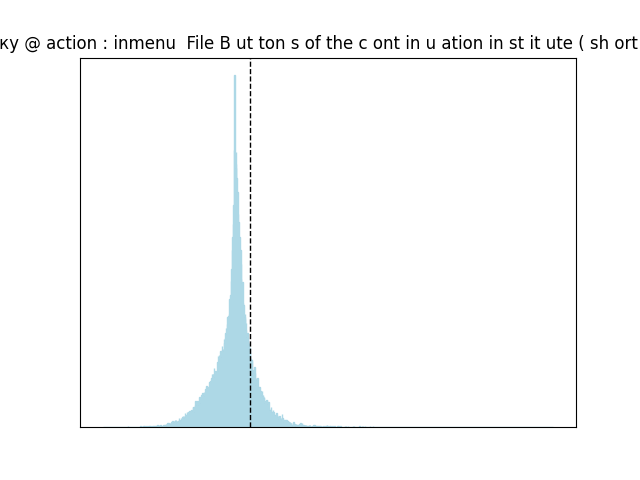 ку @ action : inmenu  File B ut ton s of the c ont in u ation in st it ute ( sh ort